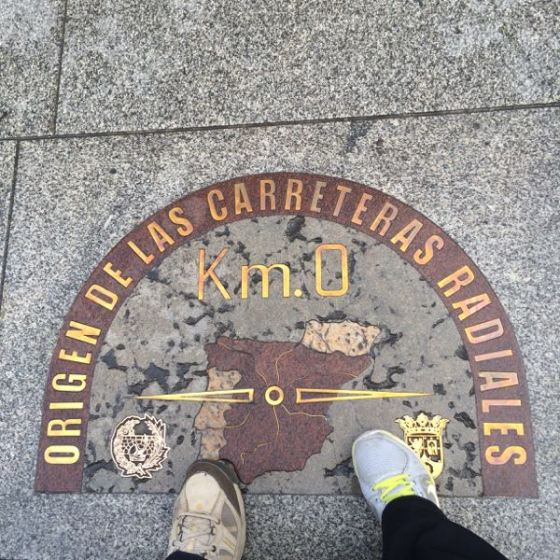 ORIGEN DE LAS CARRETERAS RADIALES
Km. 0